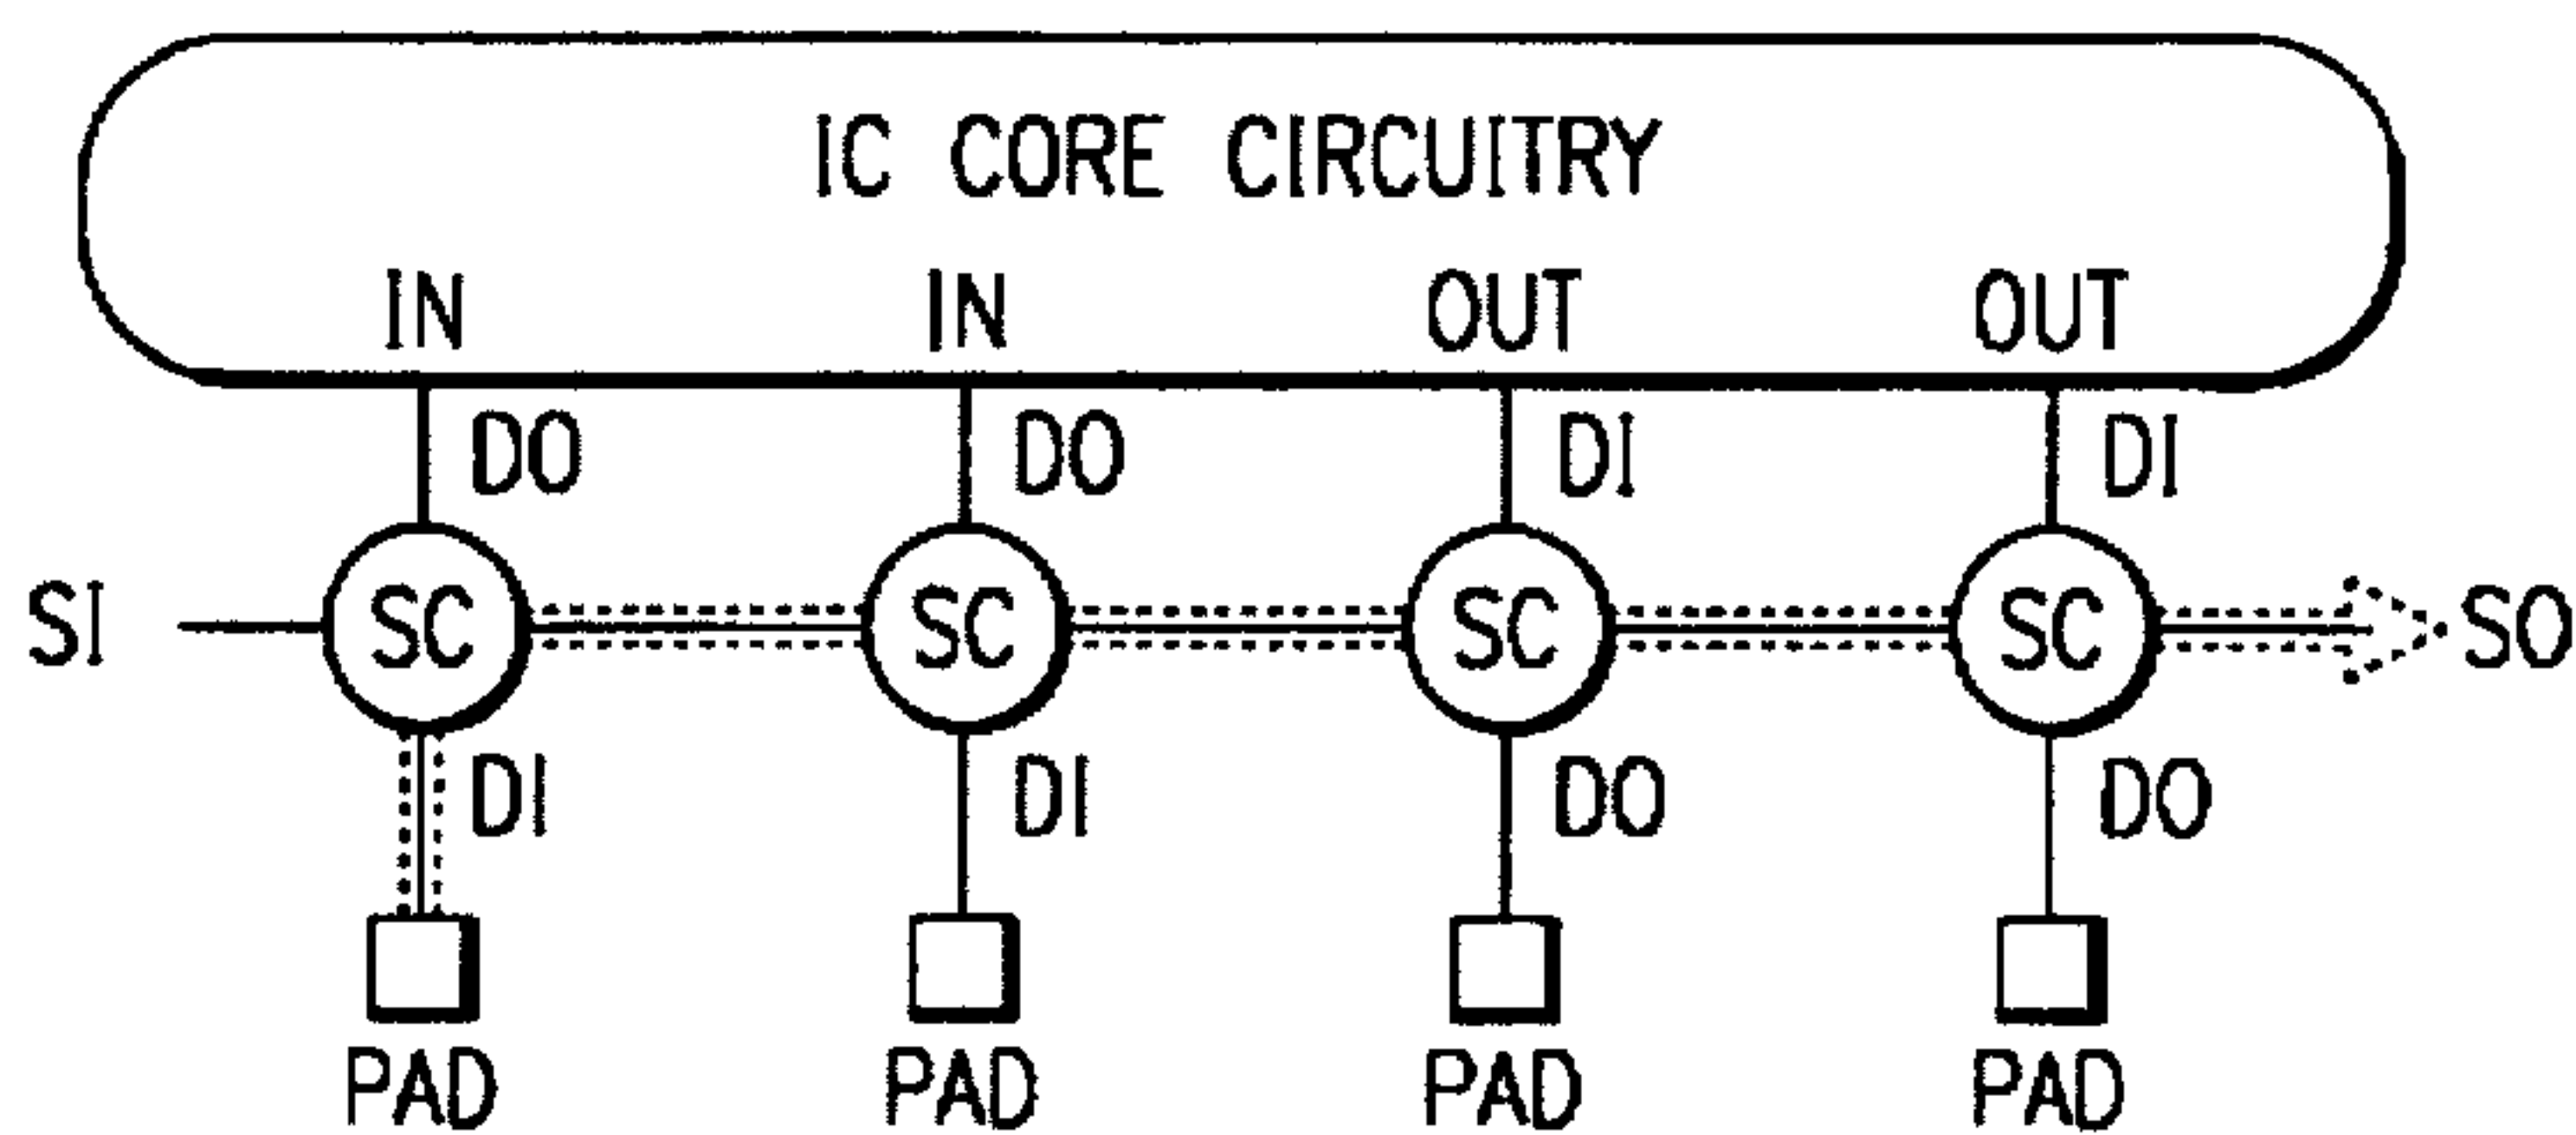 IC CORE CIRCUITRY
IN IN OUT OUT
DO DO DI DI
SI SC SC SC SC SO
DI DI DO DO
PAD PAD PAD PAD